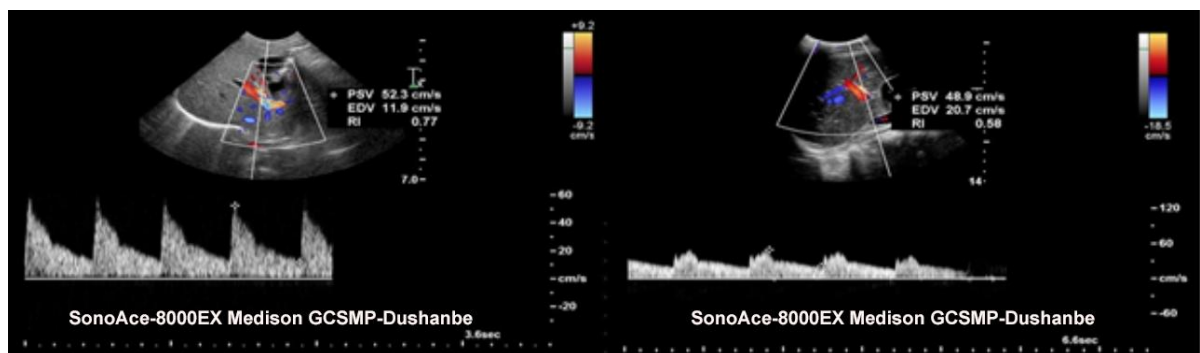 +9.2
-9.2
cm/s
+ PSV 52.3 cm/s
EDV 11.9 cm/s
RI 0.77
7.0
60
40
20
cm/s
-20
3.6sec
SonoAce-8000EX Medison GCSMP-Dushanbe
-18.5
cm/s
+ PSV 48.9 cm/s
EDV 20.7 cm/s
RI 0.58
14
120
60
cm/s
-60
6.6sec
SonoAce-8000EX Medison GCSMP-Dushanbe